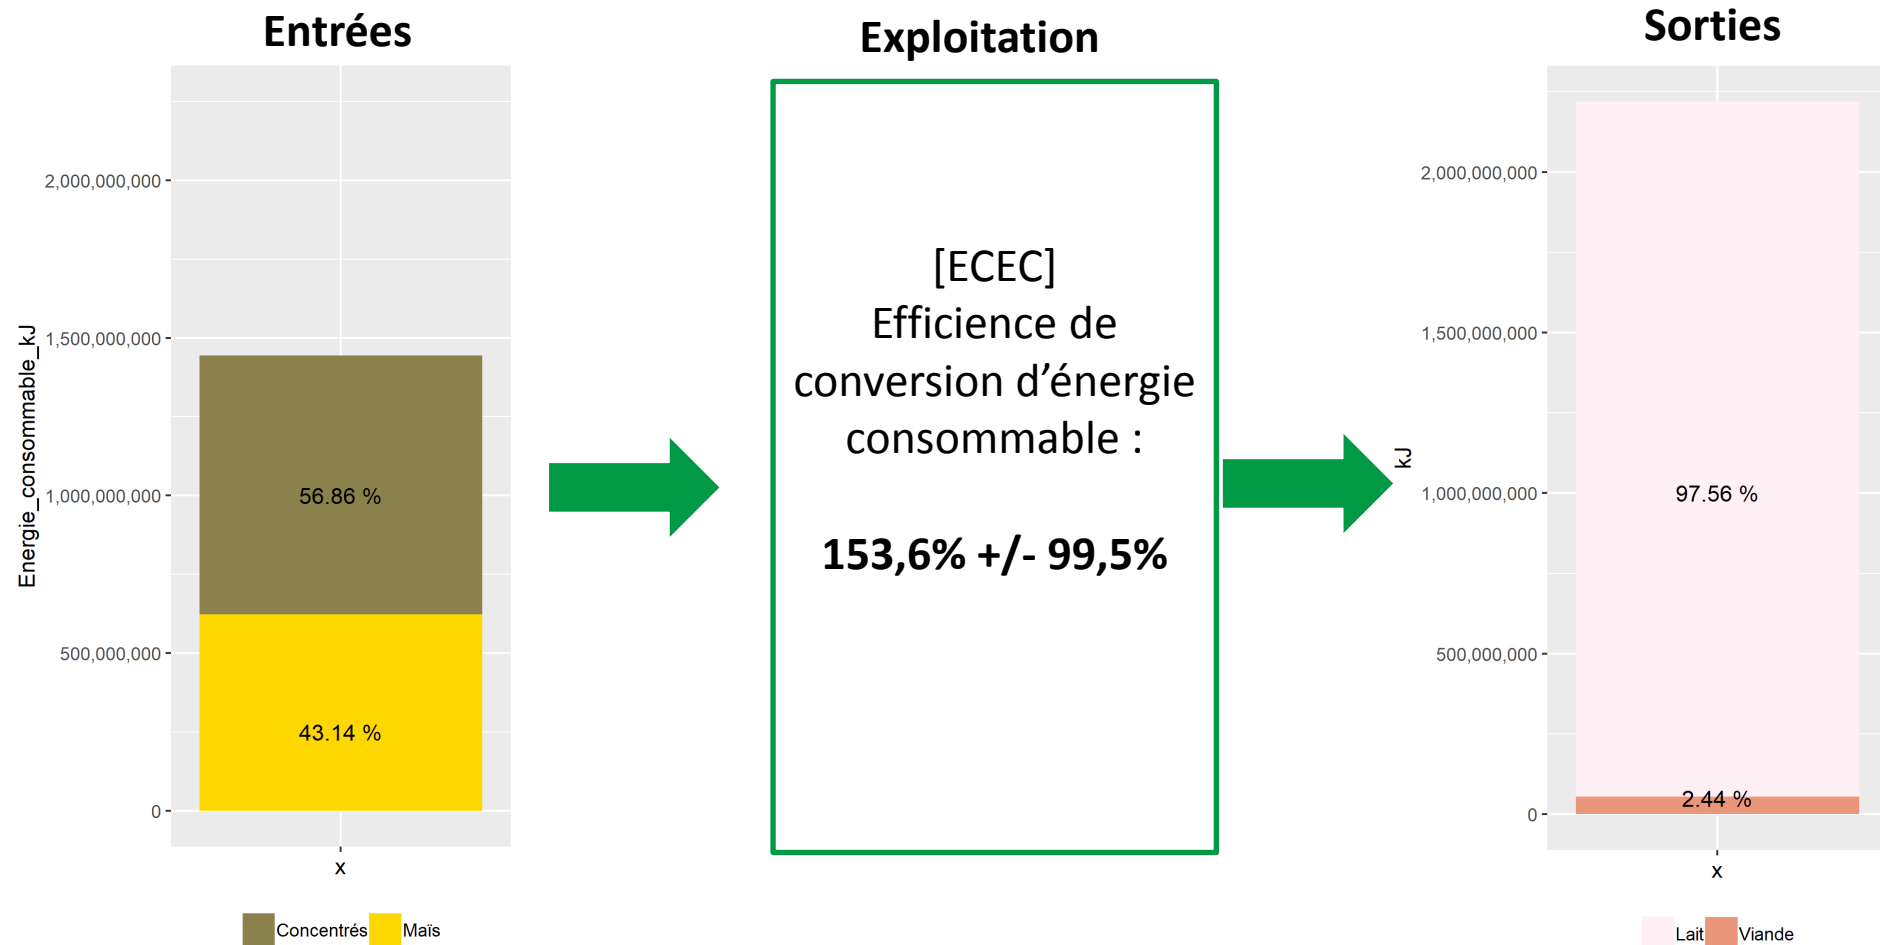 Entrées
Energie_consommable_kJ
2,000,000,000
1,500,000,000
1,000,000,000
500,000,000
0
56.86 %
43.14 %
x
Concentrés
Maïs
Exploitation
[ECEC]
Efficience de
conversion d’énergie
consommable :
153,6% +/- 99,5%
Sorties
kJ
2,000,000,000
1,500,000,000
1,000,000,000
500,000,000
0
97.56 %
2.44 %
x
Lait
Viande